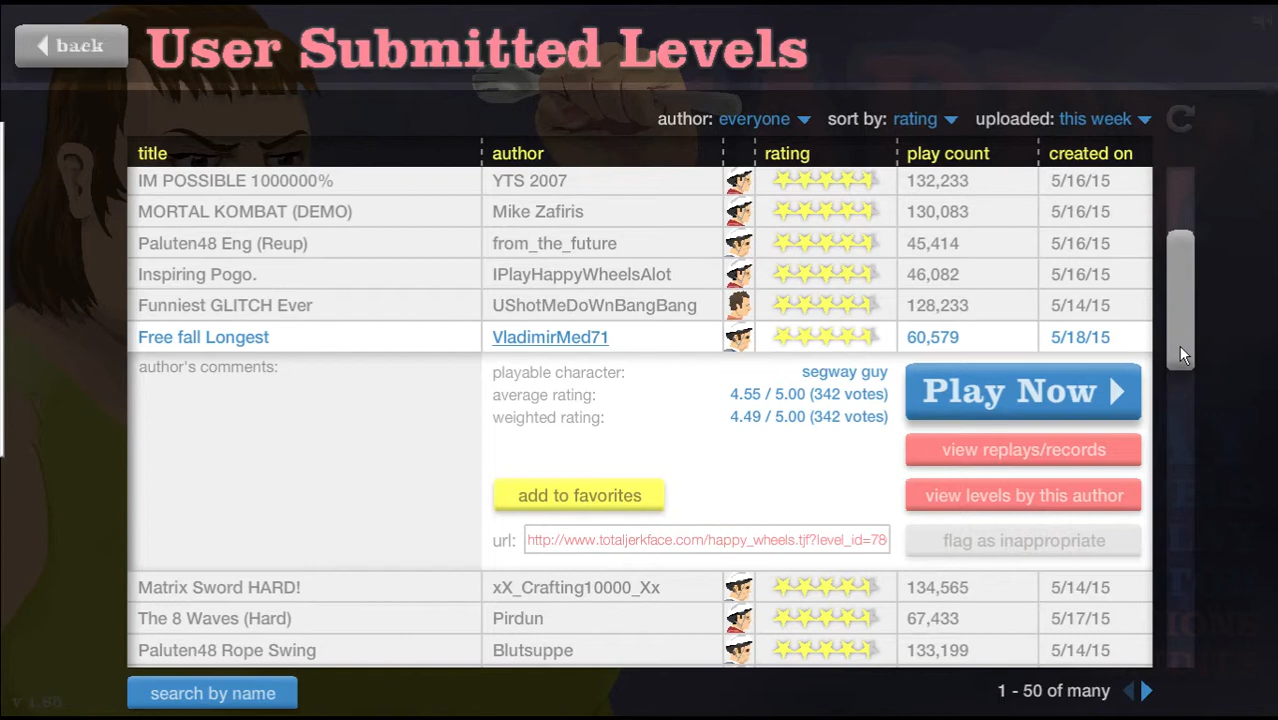 back
User Submitted Levels
author: everyone sort by: rating uploaded: this week
title author rating play count created on
IM POSSIBLE 1000000% YTS 2007 132,233 5/16/15
MORTAL KOMBAT (DEMO) Mike Zafiris 130,083 5/16/15
Paluten48 Eng (Reup) from_the_future 45,414 5/16/15
Inspiring Pogo. IPlayHappyWheelsAlot 46,082 5/16/15
Funniest GLITCH Ever UShotMeDoWnBangBang 128,233 5/14/15
Free fall Longest VladimirMed71 60,579 5/18/15
author's comments:
playable character: segway guy
average rating: 4.55 / 5.00 (342 votes)
weighted rating: 4.49 / 5.00 (342 votes)
Play Now
view replays/records
add to favorites
view levels by this author
url: http://www.totaljerkface.com/happy_wheels.tjf?level_id=78
flag as inappropriate
Matrix Sword HARD! xX_Crafting10000_Xx 134,565 5/14/15
The 8 Waves (Hard) Pirdun 67,433 5/17/15
Paluten48 Rope Swing Blutsuppe 133,199 5/14/15
search by name
1 - 50 of many